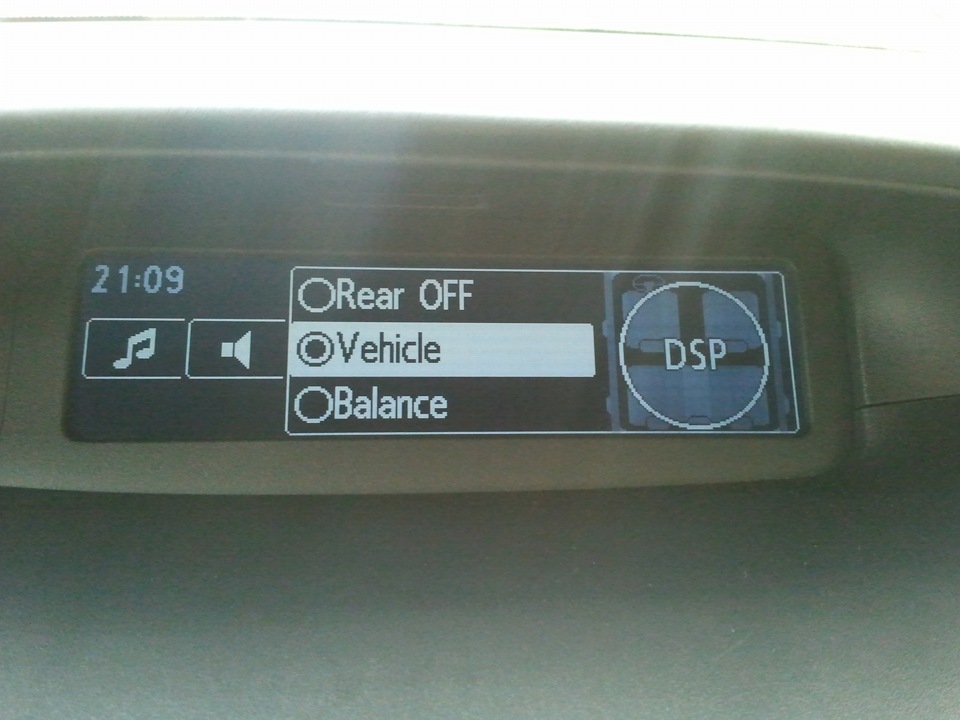 21:09
Rear OFF
Vehicle
Balance
DSP